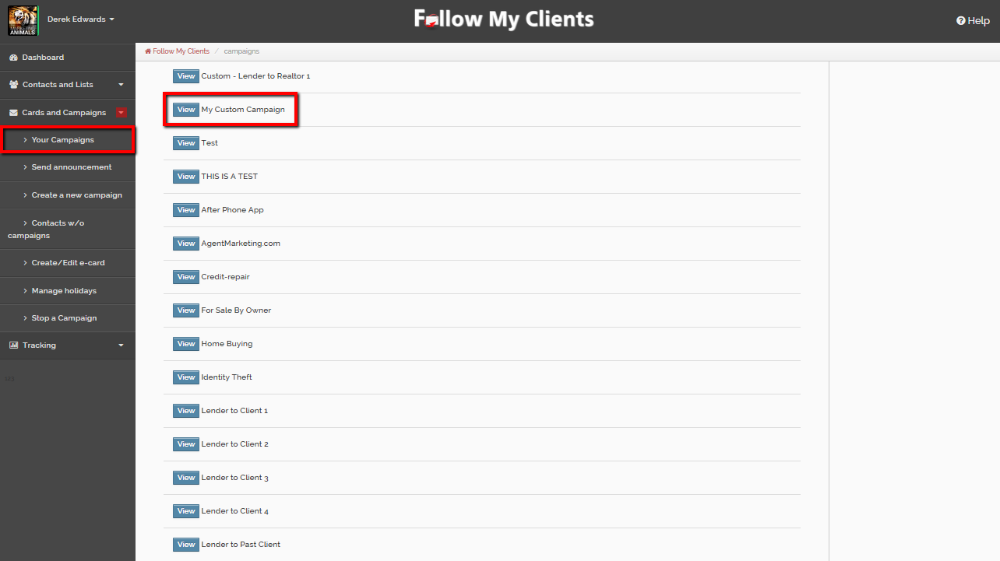 MARKETING
ANIMALS
Derek Edwards
Follow My Clients
Help
Dashboard
Contacts and Lists
Cards and Campaigns
Your Campaigns
Send announcement
Create a new campaign
Contacts w/o
campaigns
Create/Edit e-card
Manage holidays
Stop a Campaign
Tracking
Follow My Clients / campaigns
View Custom - Lender to Realtor 1
View My Custom Campaign
View Test
View THIS IS A TEST
View After Phone App
View AgentMarketing.com
View Credit-repair
View For Sale By Owner
View Home Buying
View Identity Theft
View Lender to Client 1
View Lender to Client 2
View Lender to Client 3
View Lender to Client 4
View Lender to Past Client